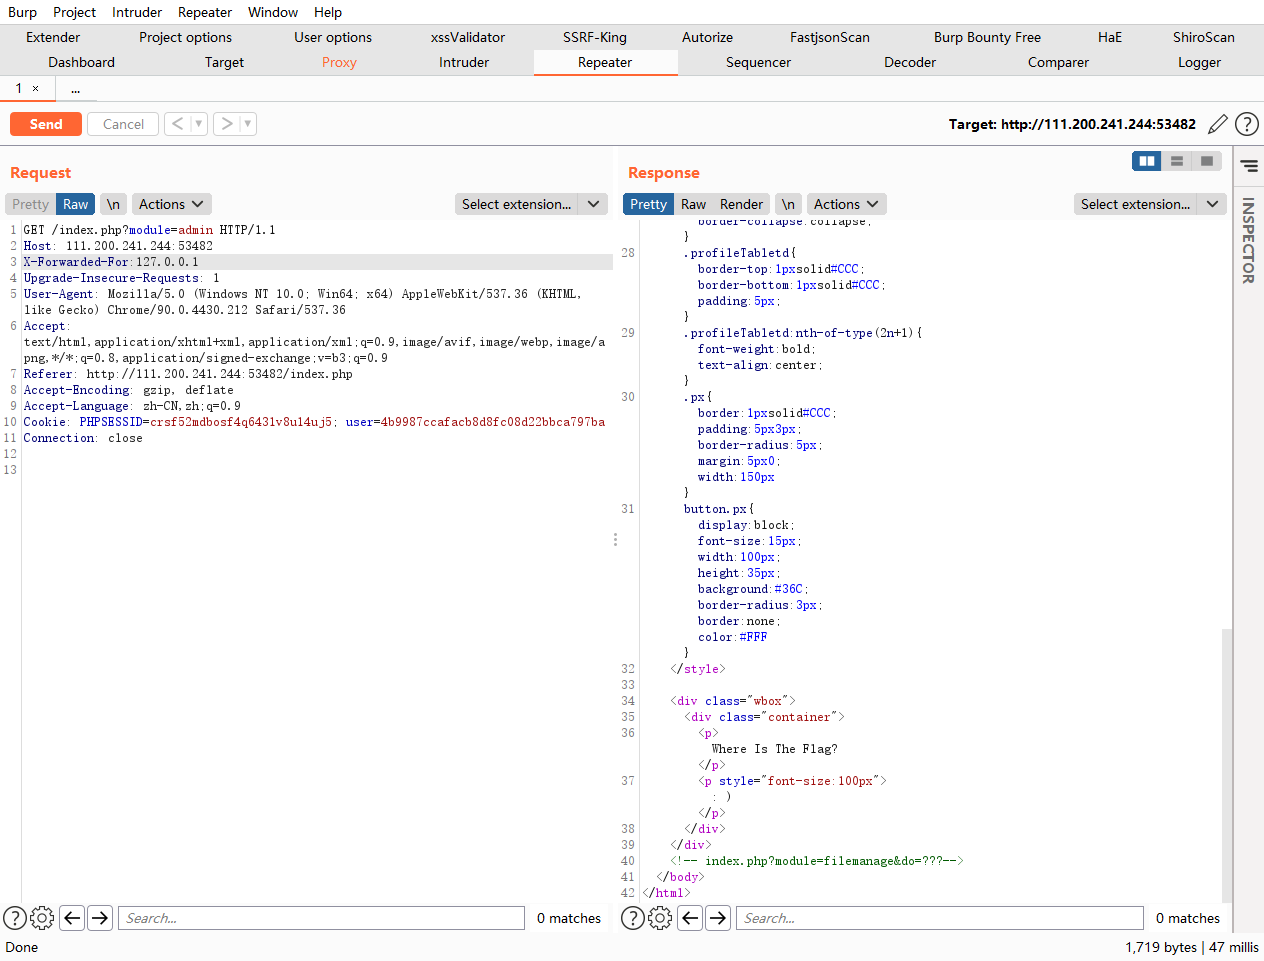 Burp Project Intruder Repeater Window Help
Extender Project options User options xssValidator SSRF-King Autorize FastjsonScan Burp Bounty Free HaE ShiroScan
Dashboard Target Proxy Intruder Repeater Sequencer Decoder Comparer Logger
1 × ...
Send Cancel < > Target: http://111.200.241.244:53482
Request
Pretty Raw \n Actions Select extension...
1 GET /index.php?module=admin HTTP/1.1
2 Host: 111.200.241.244:53482
3 X-Forwarded-For:127.0.0.1
4 Upgrade-Insecure-Requests: 1
5 User-Agent: Mozilla/5.0 (Windows NT 10.0; Win64; x64) AppleWebKit/537.36 (KHTML,
like Gecko) Chrome/90.0.4430.212 Safari/537.36
6 Accept:
text/html,application/xhtml+xml,application/xml;q=0.9,image/avif,image/webp,image/a
png,*/*;q=0.8,application/signed-exchange;v=b3;q=0.9
7 Referer: http://111.200.241.244:53482/index.php
8 Accept-Encoding: gzip, deflate
9 Accept-Language: zh-CN,zh;q=0.9
10 Cookie: PHPSESSID=crsf52mdbosf4q6431v8u14uj5; user=4b9987ccafacb8d8fc08d22bbca797ba
11 Connection: close
12
13
? Search... 0 matches
Response
Pretty Raw Render \n Actions Select extension...
border-collapse:collapse;
}
28 .profileTabletd{
border-top:1pxsolid#CCC;
border-bottom:1pxsolid#CCC;
padding:5px;
}
29 .profileTabletd:nth-of-type(2n+1){
font-weight:bold;
text-align:center;
}
30 .px{
border:1pxsolid#CCC;
padding:5px3px;
border-radius:5px;
margin:5px0;
width:150px
}
31 button.px{
display:block;
font-size:15px;
width:100px;
height:35px;
background:#36C;
border-radius:3px;
border:none;
color:#FFF
}
32 </style>
33
34 <div class="wbox">
35 <div class="container">
36 <p>
Where Is The Flag?
</p>
37 <p style="font-size:100px">
: )
</p>
38 </div>
39 </div>
40 <!-- index.php?module=filemanage&do=???-->
41 </body>
42 </html>
? Search... 0 matches
INSPECTOR
Done 1,719 bytes | 47 millis